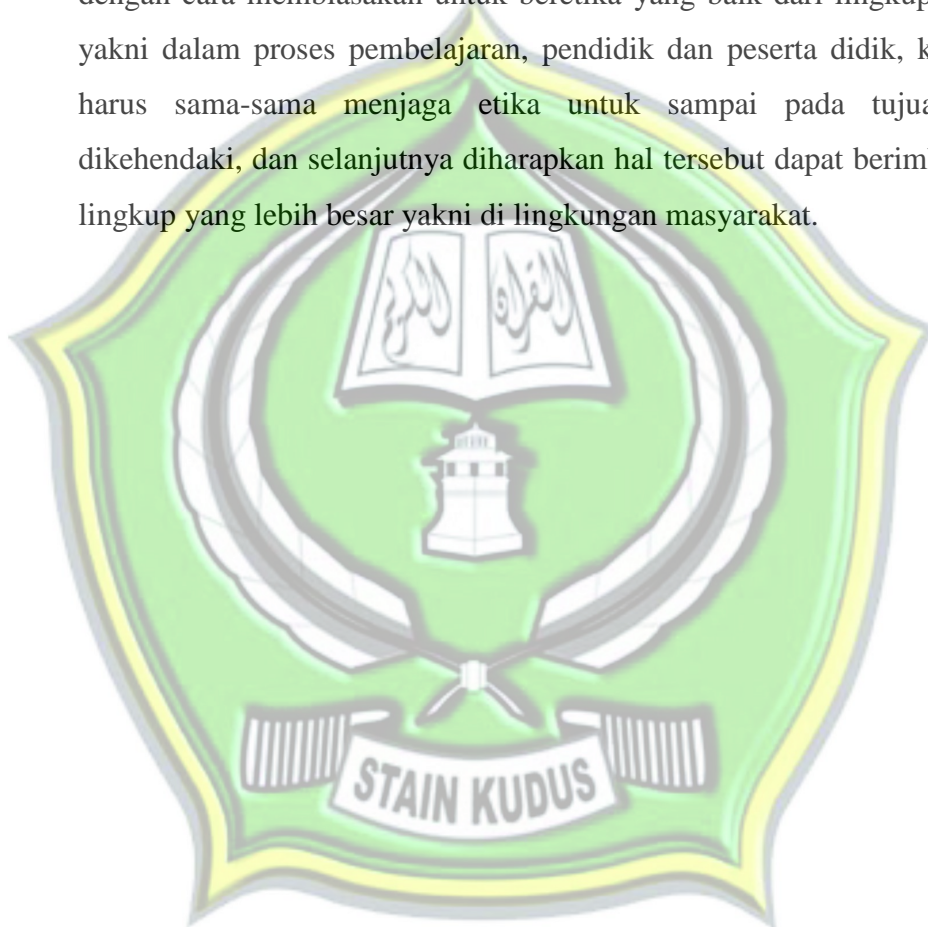 dengan cara membiasakan untuk beretika yang baik dari lingkup
yakni dalam proses pembelajaran, pendidik dan peserta didik, k
harus sama-sama menjaga etika untuk sampai pada tujua
dikehendaki, dan selanjutnya diharapkan hal tersebut dapat berim
lingkup yang lebih besar yakni di lingkungan masyarakat.
القرآن
الكريم
STAIN KUDUS